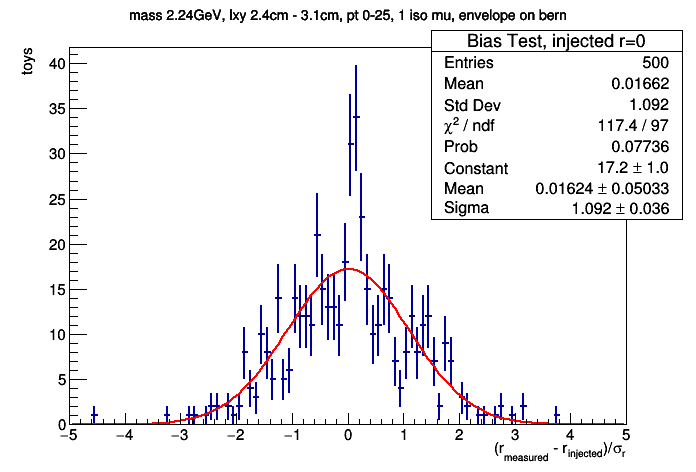 mass 2.24GeV, lxy 2.4cm - 3.1cm, pt 0-25, 1 iso mu, envelope on bern
Bias Test, injected r=0
Entries 500
Mean 0.01662
Std Dev 1.092
χ² / ndf 117.4 / 97
Prob 0.07736
Constant 17.2 ± 1.0
Mean 0.01624 ± 0.05033
Sigma 1.092 ± 0.036
toys
40
35
30
25
20
15
10
5
0
−5 −4 −3 −2 −1 0 1 2 3 4 5
(r_measured - r_injected)/σ_r